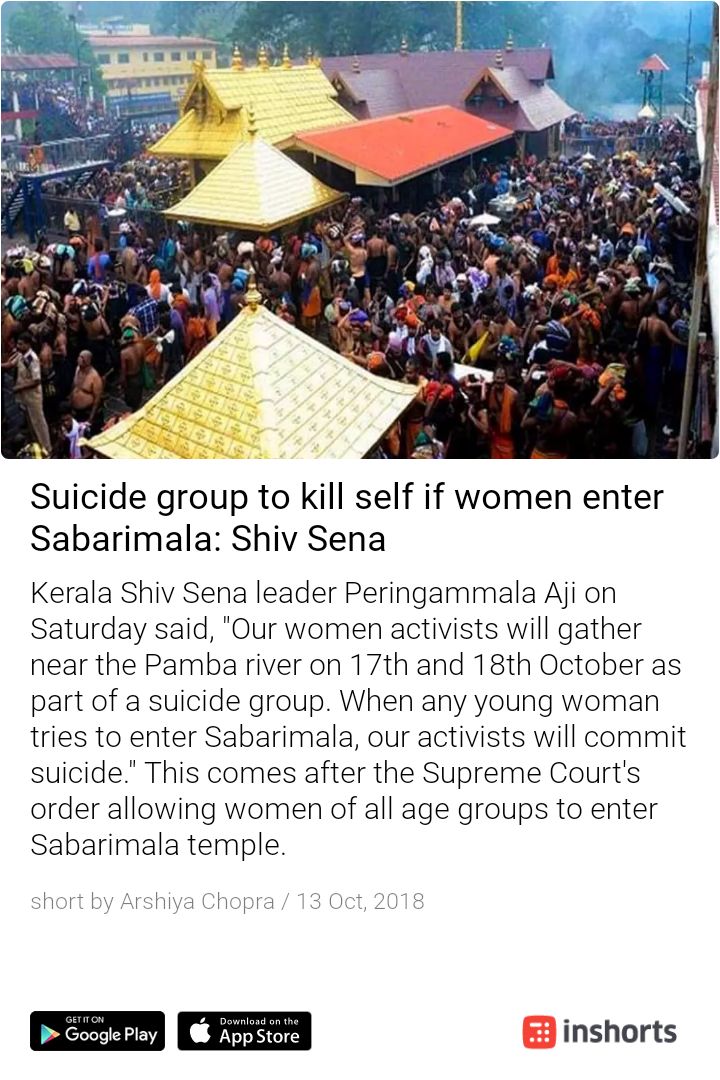 Suicide group to kill self if women enter
Sabarimala: Shiv Sena
Kerala Shiv Sena leader Peringammala Aji on
Saturday said, "Our women activists will gather
near the Pamba river on 17th and 18th October as
part of a suicide group. When any young woman
tries to enter Sabarimala, our activists will commit
suicide." This comes after the Supreme Court's
order allowing women of all age groups to enter
Sabarimala temple.
short by Arshiya Chopra / 13 Oct, 2018
GET IT ON
Google Play
Download on the
App Store
inshorts